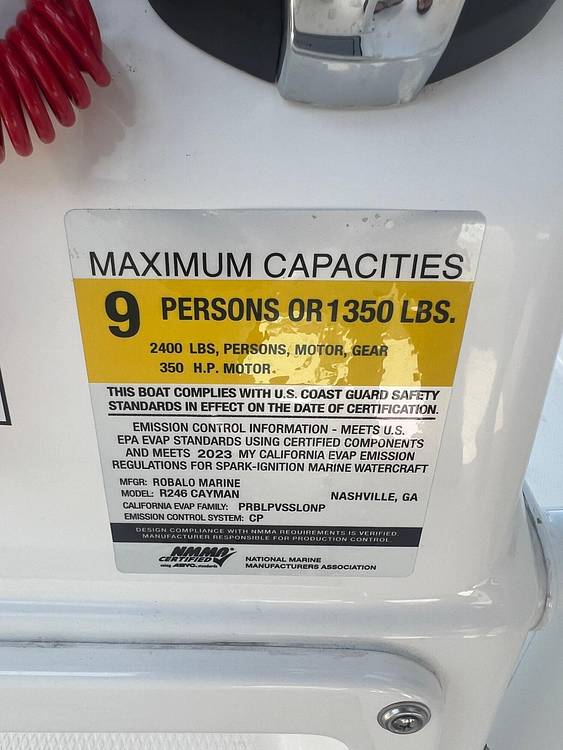 MAXIMUM CAPACITIES
9 PERSONS OR 1350 LBS.
2400 LBS, PERSONS, MOTOR, GEAR
350 H.P. MOTOR.
THIS BOAT COMPLIES WITH U.S. COAST GUARD SAFETY
STANDARDS IN EFFECT ON THE DATE OF CERTIFICATION.
EMISSION CONTROL INFORMATION - MEETS U.S.
EPA EVAP STANDARDS USING CERTIFIED COMPONENTS
AND MEETS 2023 MY CALIFORNIA EVAP EMISSION
REGULATIONS FOR SPARK-IGNITION MARINE WATERCRAFT
MFGR: ROBALO MARINE
MODEL: R246 CAYMAN NASHVILLE, GA
CALIFORNIA EVAP FAMILY: PRBLPVSSLONP
EMISSION CONTROL SYSTEM: CP
DESIGN COMPLIANCE WITH NMMA REQUIREMENTS IS VERIFIED.
MANUFACTURER RESPONSIBLE FOR PRODUCTION CONTROL
NMMA
CERTIFIED
using ABYC standards
NATIONAL MARINE
MANUFACTURERS ASSOCIATION